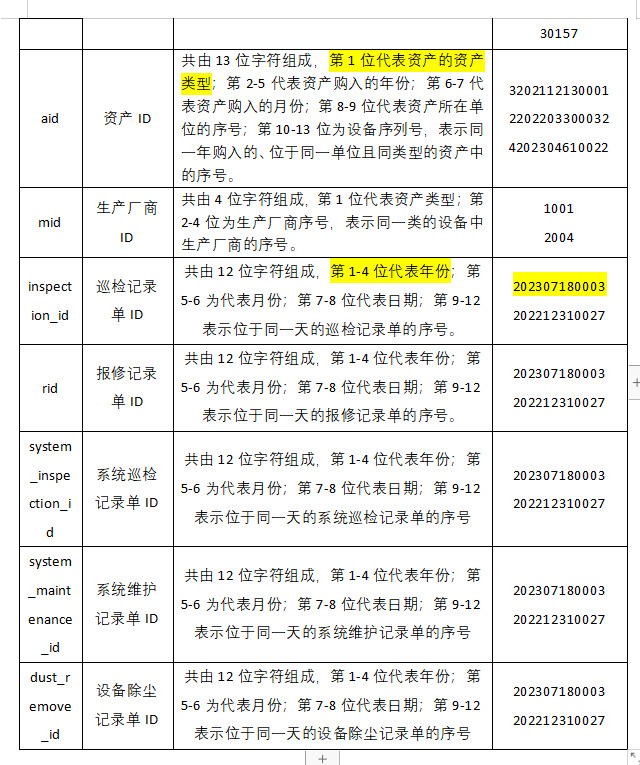 30157
aid
资产 ID
共由 13 位字符组成，第 1 位代表资产的资产
类型；第 2-5 代表资产购入的年份；第 6-7 代
表资产购入的月份；第 8-9 位代表资产所在单
位的序号；第 10-13 位为设备序列号，表示同
一年购入的、位于同一单位且同类型的资产中
的序号。
3202112130001
2202203300032
4202304610022
mid
生产厂商
ID
共由 4 位字符组成，第 1 位代表资产类型；第
2-4 位为生产厂商序号，表示同一类的设备中
生产厂商的序号。
1001
2004
inspect
ion_id
巡检记录
单 ID
共由 12 位字符组成，第 1-4 位代表年份；第
5-6 为代表月份；第 7-8 位代表日期；第 9-12
表示位于同一天的巡检记录单的序号。
202307180003
202212310027
rid
报修记录
单 ID
共由 12 位字符组成，第 1-4 位代表年份；第
5-6 为代表月份；第 7-8 位代表日期；第 9-12
表示位于同一天的报修记录单的序号。
202307180003
202212310027
system
_inspe
ction_i
d
系统巡检
记录单 ID
共由 12 位字符组成，第 1-4 位代表年份；第
5-6 为代表月份；第 7-8 位代表日期；第 9-12
表示位于同一天的系统巡检记录单的序号
202307180003
202212310027
system
_maint
enance
_id
系统维护
记录单 ID
共由 12 位字符组成，第 1-4 位代表年份；第
5-6 为代表月份；第 7-8 位代表日期；第 9-12
表示位于同一天的系统维护记录单的序号
202307180003
202212310027
dust_r
emove
_id
设备除尘
记录单 ID
共由 12 位字符组成，第 1-4 位代表年份；第
5-6 为代表月份；第 7-8 位代表日期；第 9-12
表示位于同一天的设备除尘记录单的序号
202307180003
202212310027